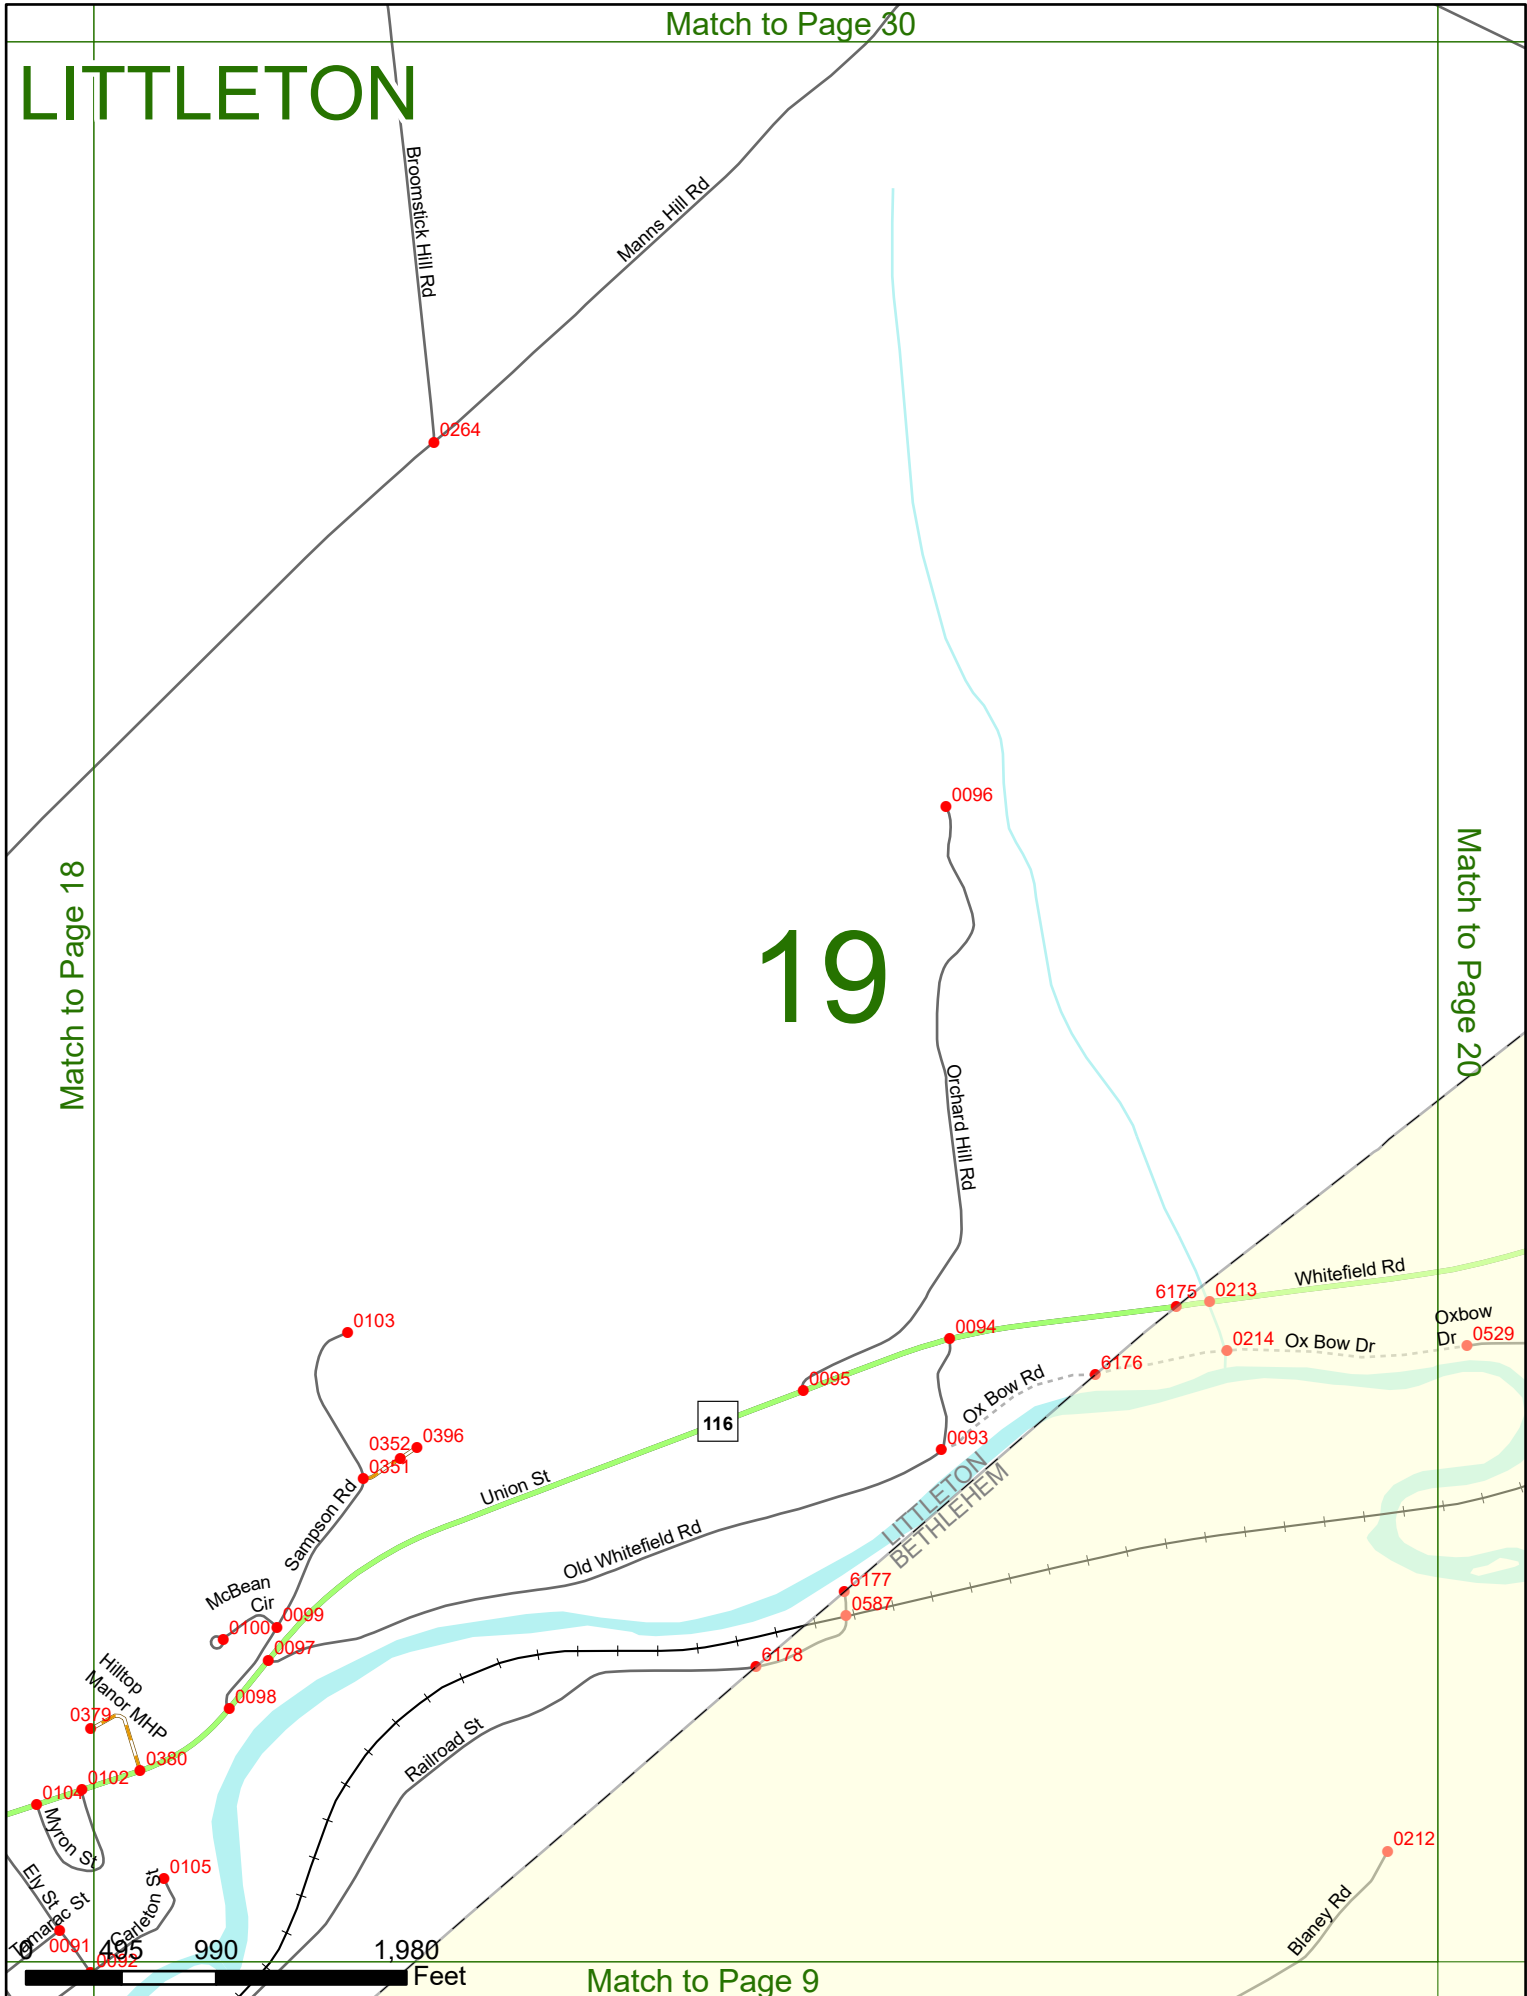 Match to Page 30
LITTLETON
Broomstick Hill Rd
Manns Hill Rd
0264
0096
Match to Page 18
19
Match to Page 20
Orchard Hill Rd
Whitefield Rd
6175
0213
0103
0094
0214
Ox Bow Dr
Oxbow
Dr
0529
6176
0095
Ox Bow Rd
116
0352
0396
0351
0093
Union St
Sampson Rd
LITTLETON
BETHLEHEM
Old Whitefield Rd
McBean
Cir
6177
0587
0099
0100
0097
6178
Hilltop
Manor MHP
0098
0379
Railroad St
0380
0102
0104
Myron St
0212
0105
Ely St
Carleton St
Tamarac St
Blaney Rd
0091
0092
0 495 990 1,980
Feet
Match to Page 9